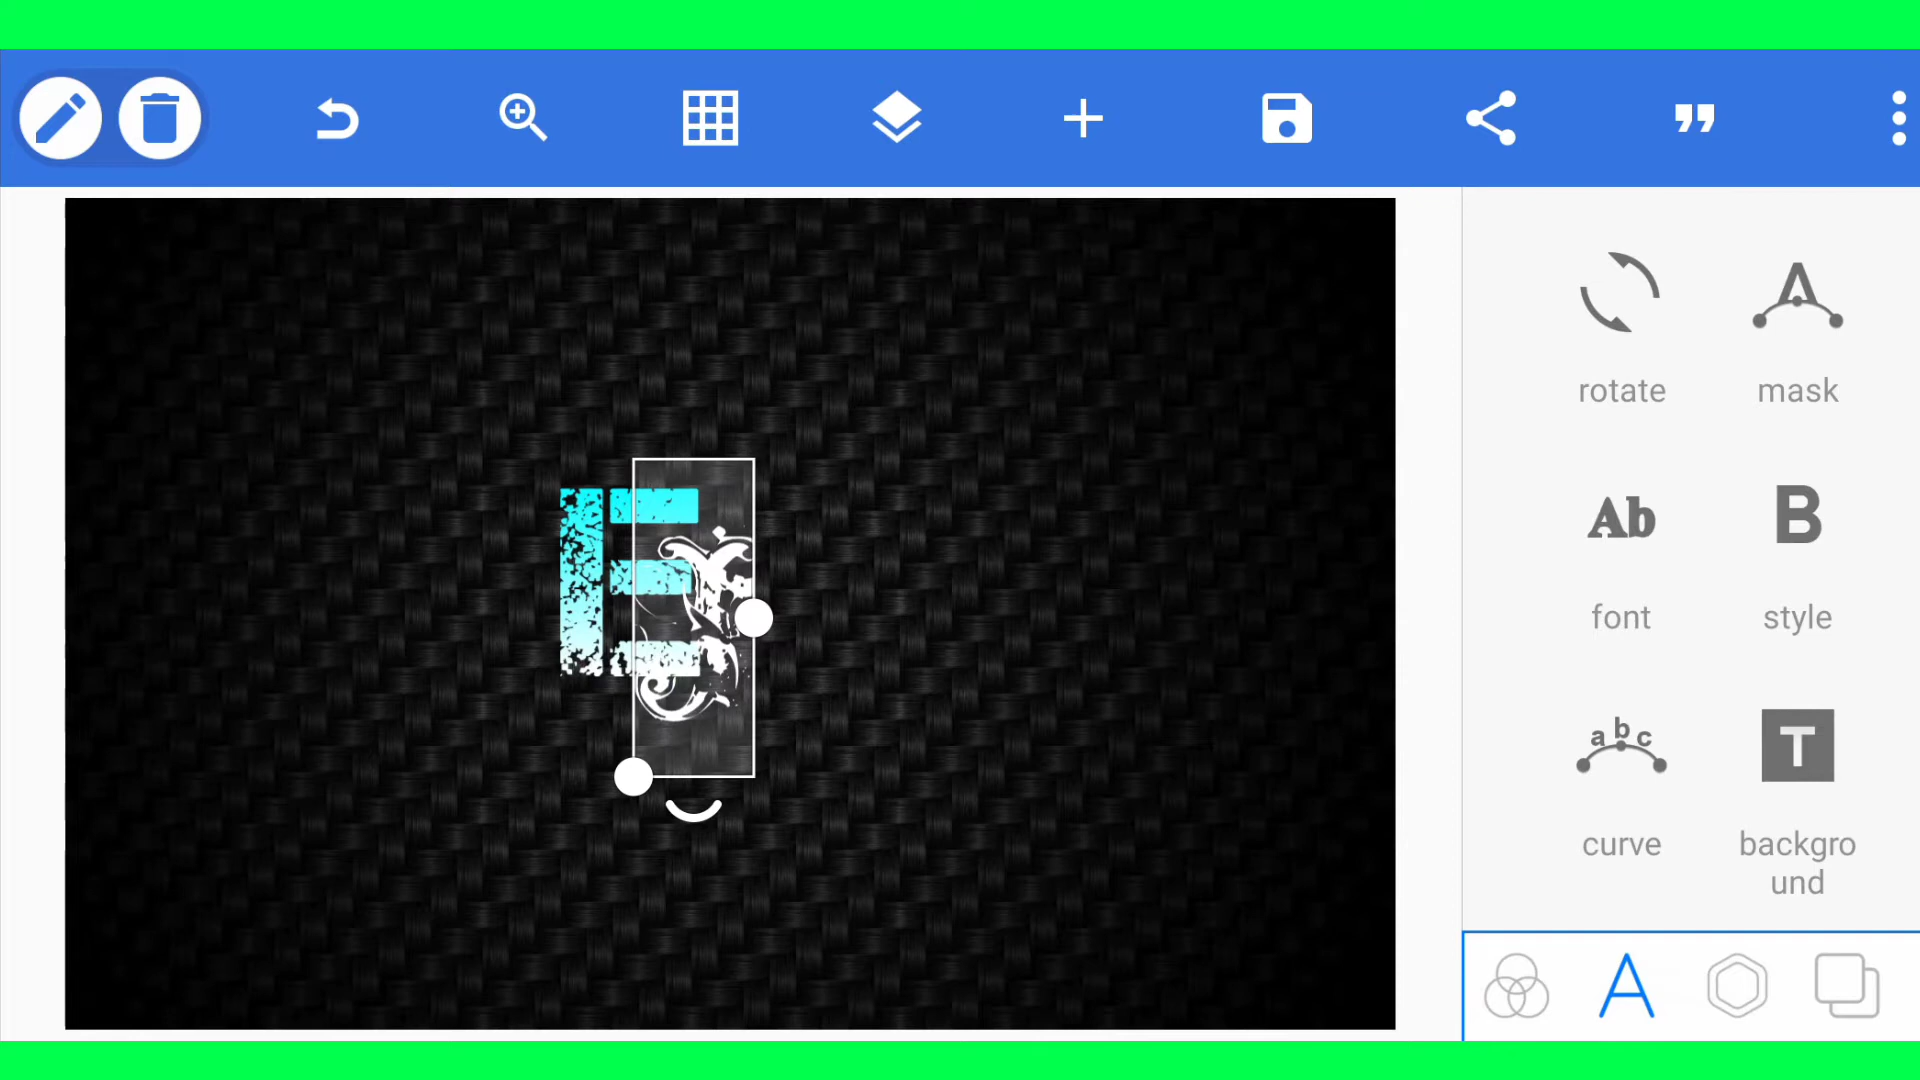 rotate mask
Ab B
font style
abc T
curve backgro
und
E
A